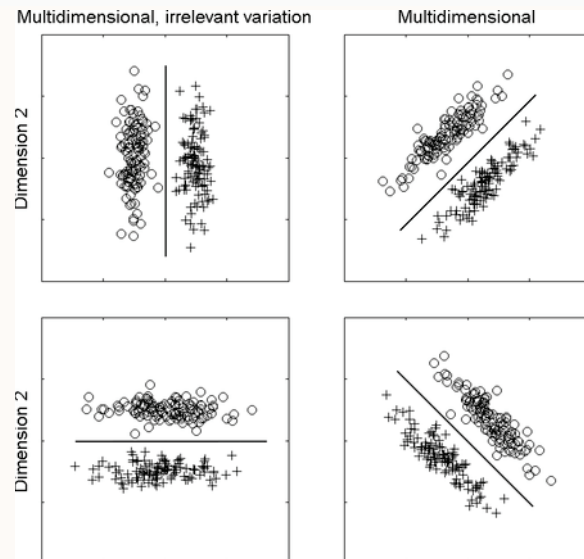 Multidimensional, irrelevant variation
Multidimensional
Dimension 2
Dimension 2